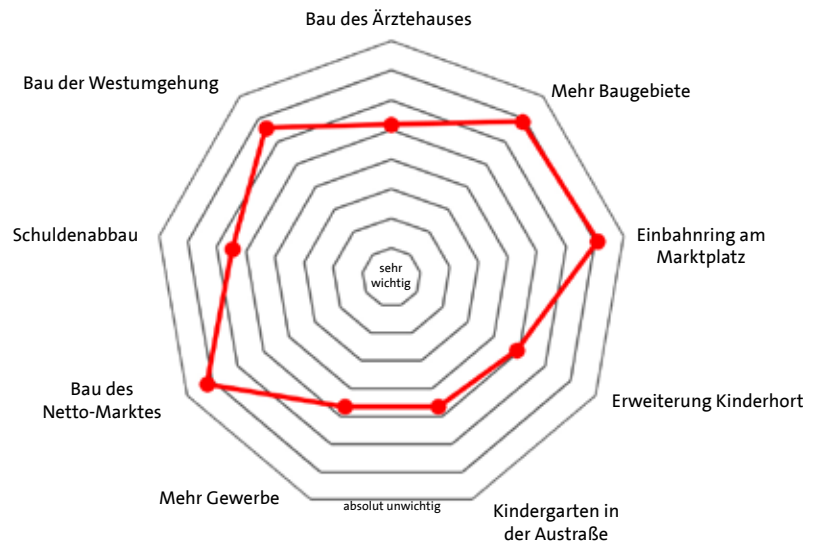 Bau des Ärztehauses
Bau der Westumgehung
Mehr Baugebiete
Schuldenabbau
Einbahnring am
Marktplatz
sehr
wichtig
Bau des
Netto-Marktes
Erweiterung Kinderhort
Mehr Gewerbe
absolut unwichtig
Kindergarten in
der Austraße